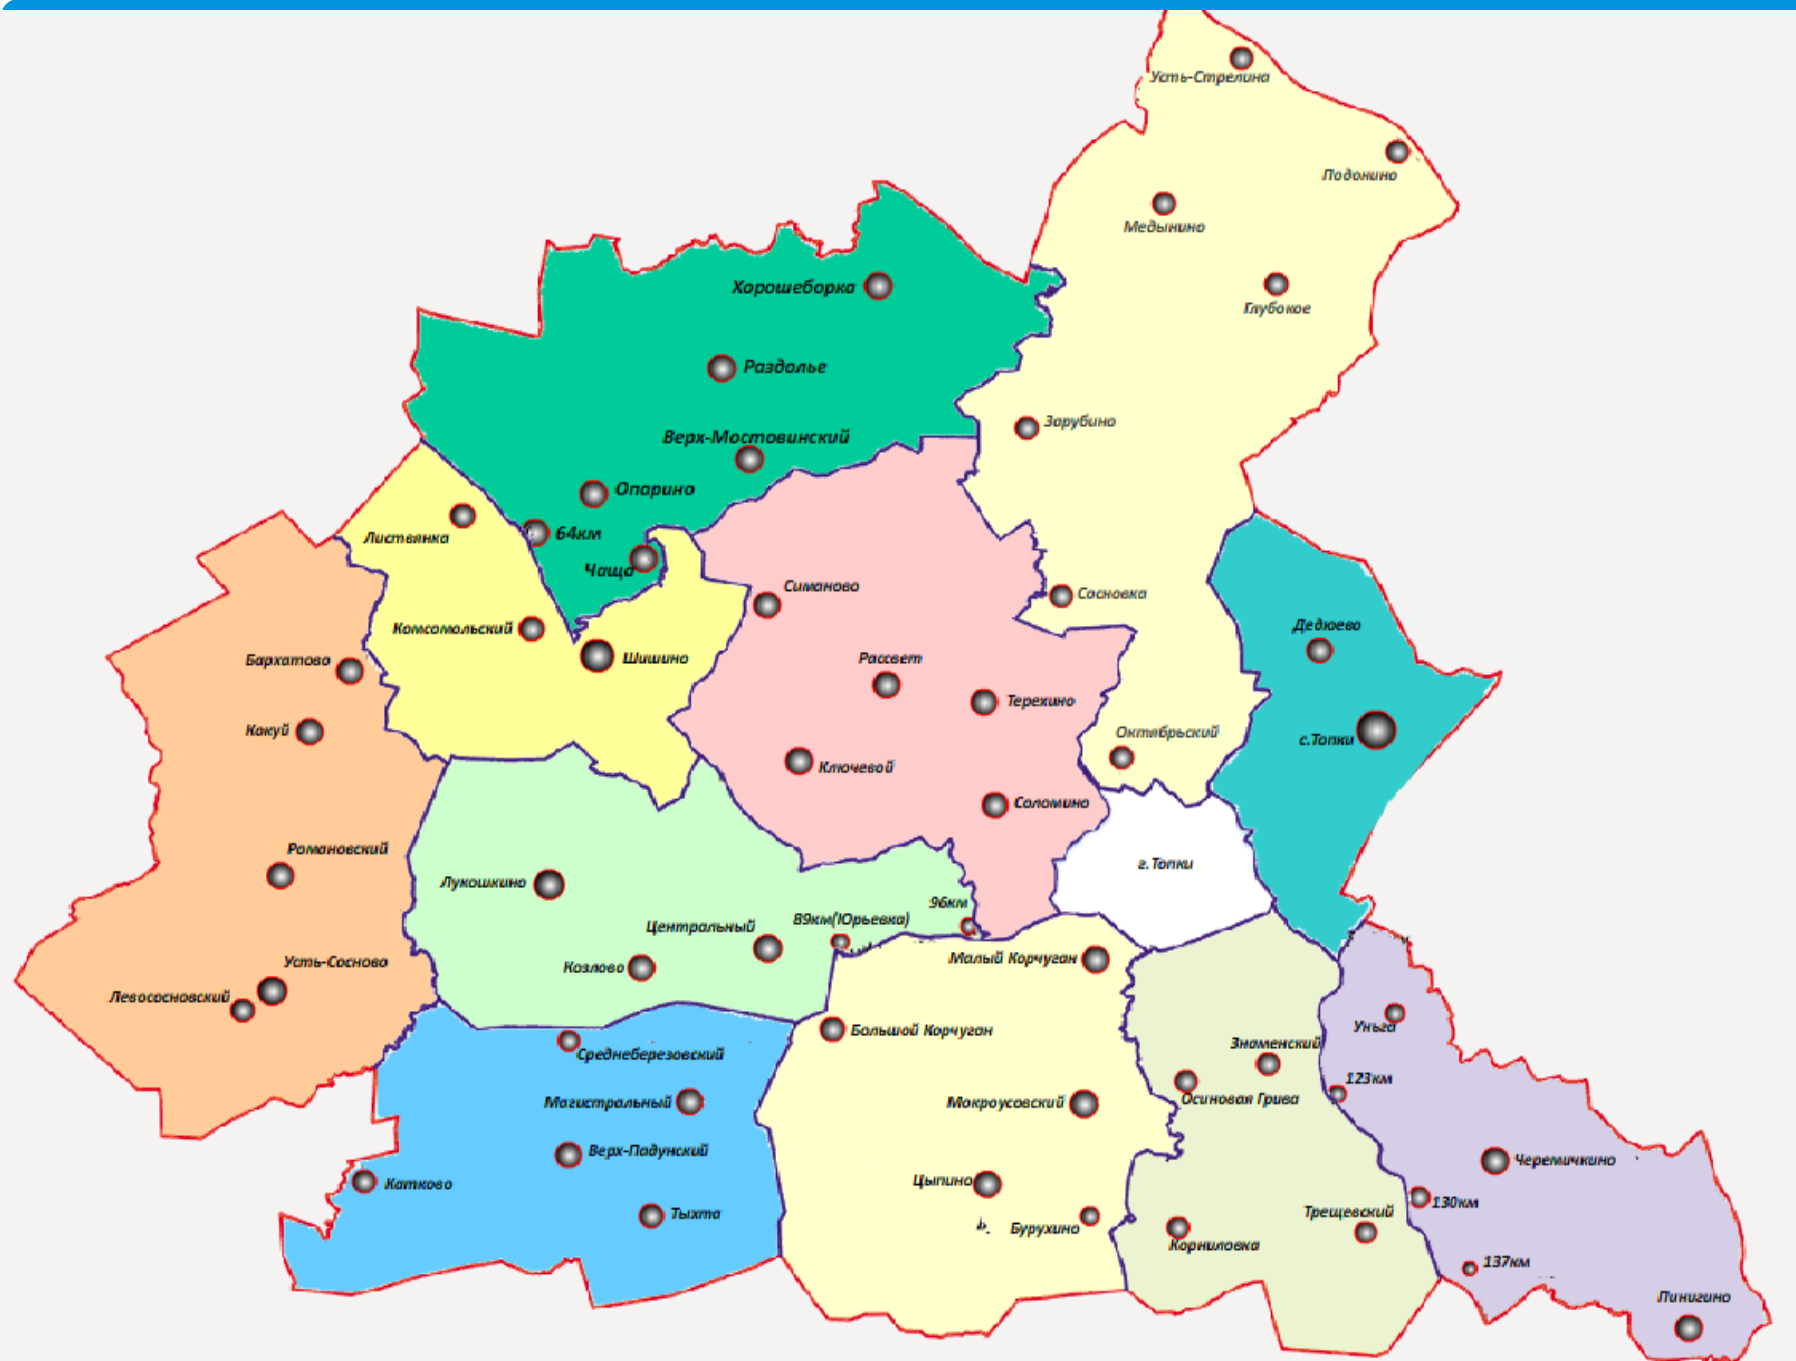 Усть-Стрелина
Подонино
Медынино
Глубокое
Хорошеборка
Раздолье
Зарубино
Верх-Мостовинский
Опарино
64км
Чаща
Листвянка
Симаново
Сосновка
Комсомольский
Дедюево
Бархатово
Шишино
Рассвет
Терехино
Кокуй
Октябрьский
с.Топки
Ключевой
Соломино
Романовский
г.Топки
Лукошкино
96км
Центральный
89км(Юрьевка)
Усть-Сосново
Козлово
Малый Корчуган
Левососновский
Большой Корчуган
Уньга
Знаменский
Среднеберезовский
123км
Магистральный
Мокроусовский
Осиновая Грива
Верх-Падунский
Черемичкино
Катково
Цыпино
130км
Тыхта
Трещевский
Бурухино
Корниловка
137км
Пинигино